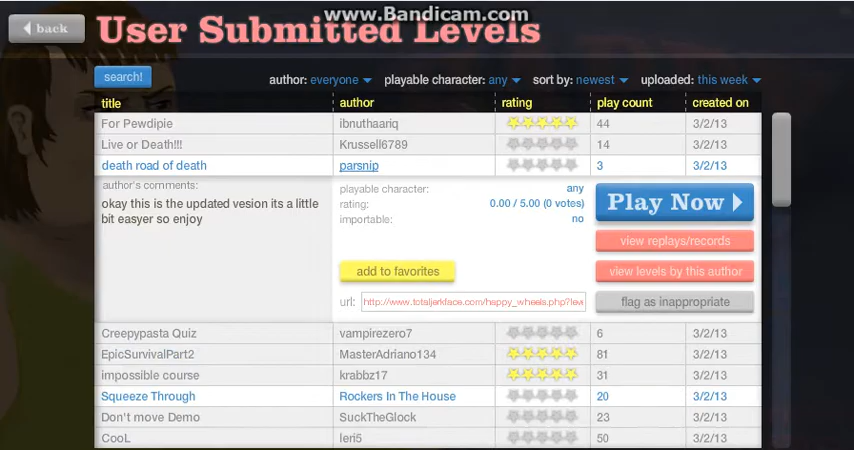 www.Bandicam.com
back
User Submitted Levels
search!
author: everyone playable character: any sort by: newest uploaded: this week
title author rating play count created on
For Pewdipie ibnuthaariq 44 3/2/13
Live or Death!!! Krussell6789 14 3/2/13
death road of death parsnip 3 3/2/13
author's comments:
okay this is the updated vesion its a little
bit easyer so enjoy
playable character: any
rating: 0.00 / 5.00 (0 votes)
importable: no
Play Now
view replays/records
add to favorites
view levels by this author
url: http://www.totaljerkface.com/happy_wheels.php?leve
flag as inappropriate
Creepypasta Quiz vampirezero7 6 3/2/13
EpicSurvivalPart2 MasterAdriano134 81 3/2/13
impossible course krabbz17 31 3/2/13
Squeeze Through Rockers In The House 20 3/2/13
Don't move Demo SuckTheGlock 23 3/2/13
CooL leri5 50 3/2/13